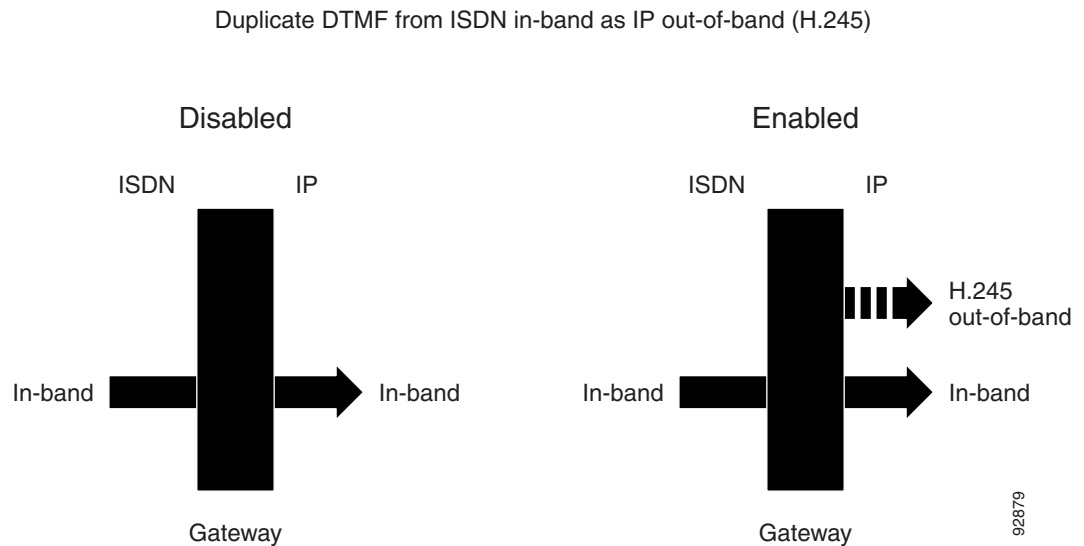 Duplicate DTMF from ISDN in-band as IP out-of-band (H.245)
Disabled
ISDN
IP
In-band
In-band
Gateway
Enabled
ISDN
IP
H.245
out-of-band
In-band
In-band
Gateway
92879